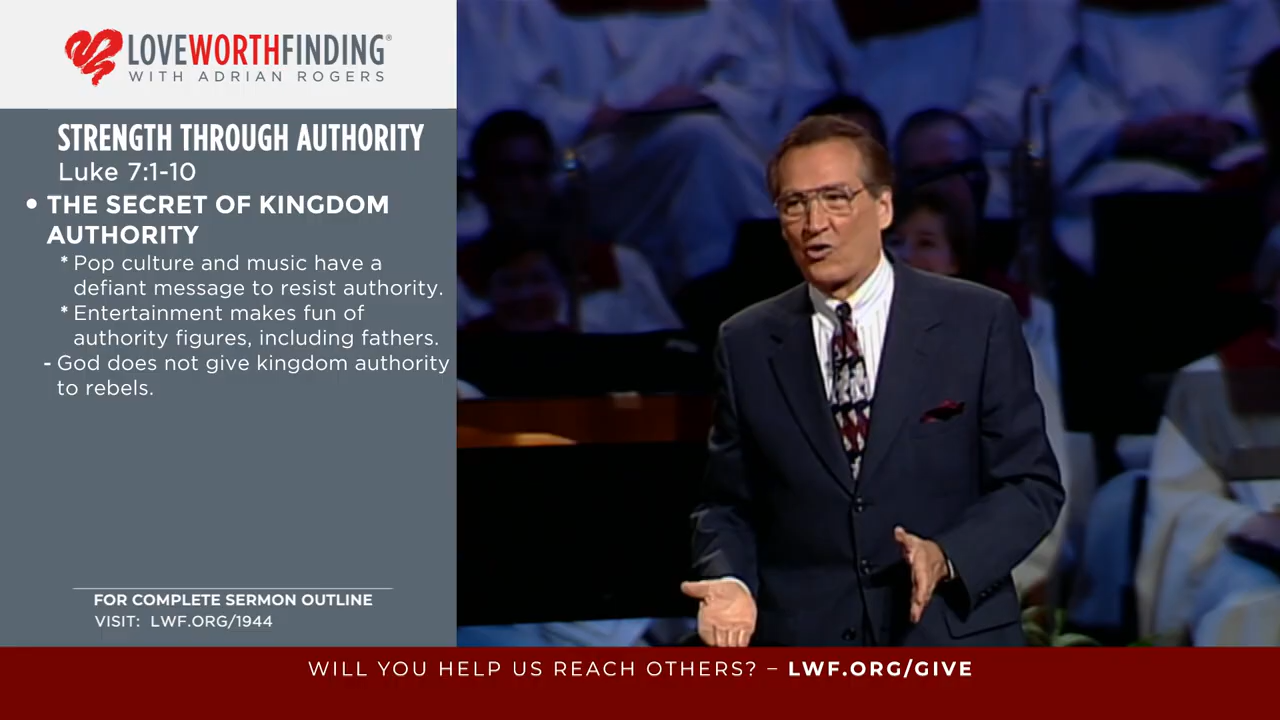 LOVEWORTHFINDING®
WITH ADRIAN ROGERS
STRENGTH THROUGH AUTHORITY
Luke 7:1-10
• THE SECRET OF KINGDOM
AUTHORITY
* Pop culture and music have a
defiant message to resist authority.
* Entertainment makes fun of
authority figures, including fathers.
- God does not give kingdom authority
to rebels.
FOR COMPLETE SERMON OUTLINE
VISIT: LWF.ORG/1944
WILL YOU HELP US REACH OTHERS? – LWF.ORG/GIVE